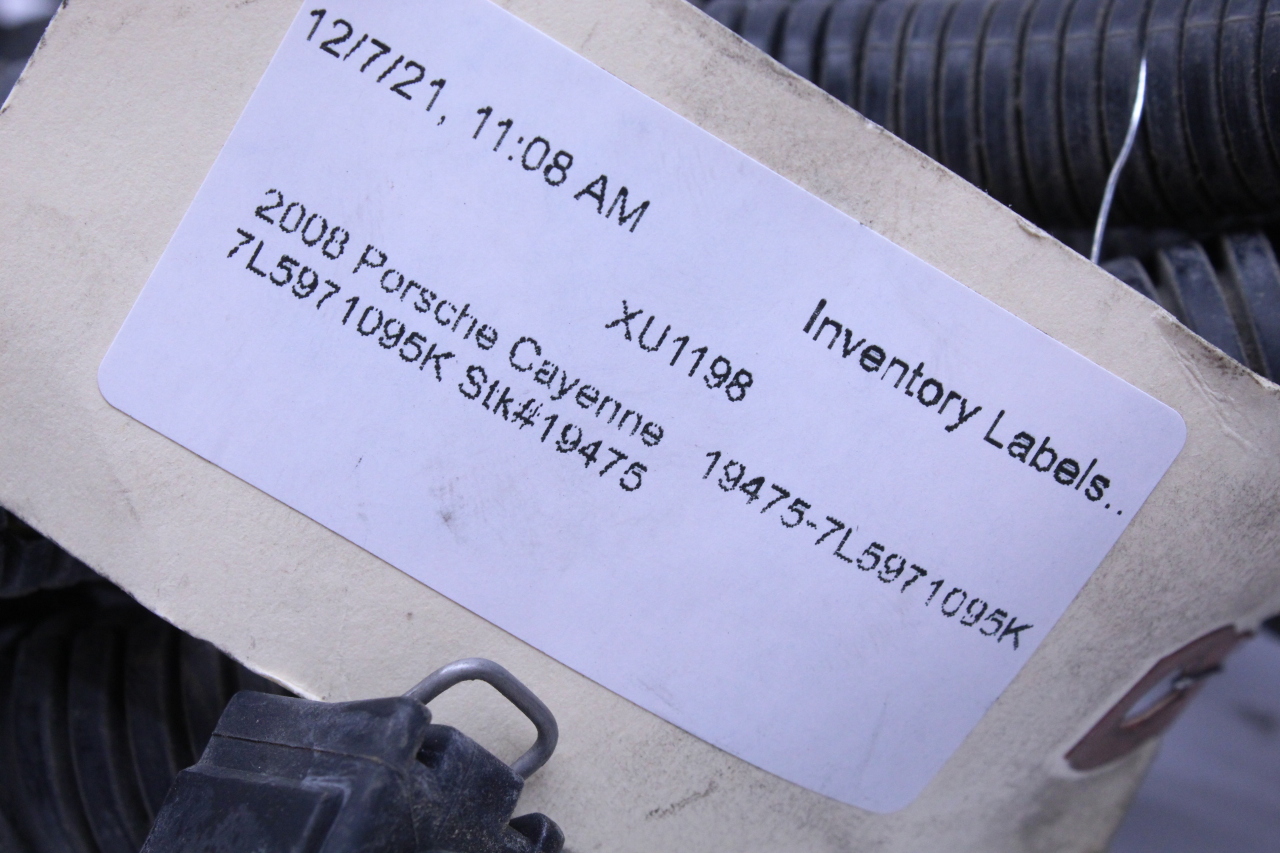 12/7/21, 11:08 AM
Inventory Labels..
XU1198
2008 Porsche Cayenne 19475-7L5971095K
7L5971095K Stk#19475